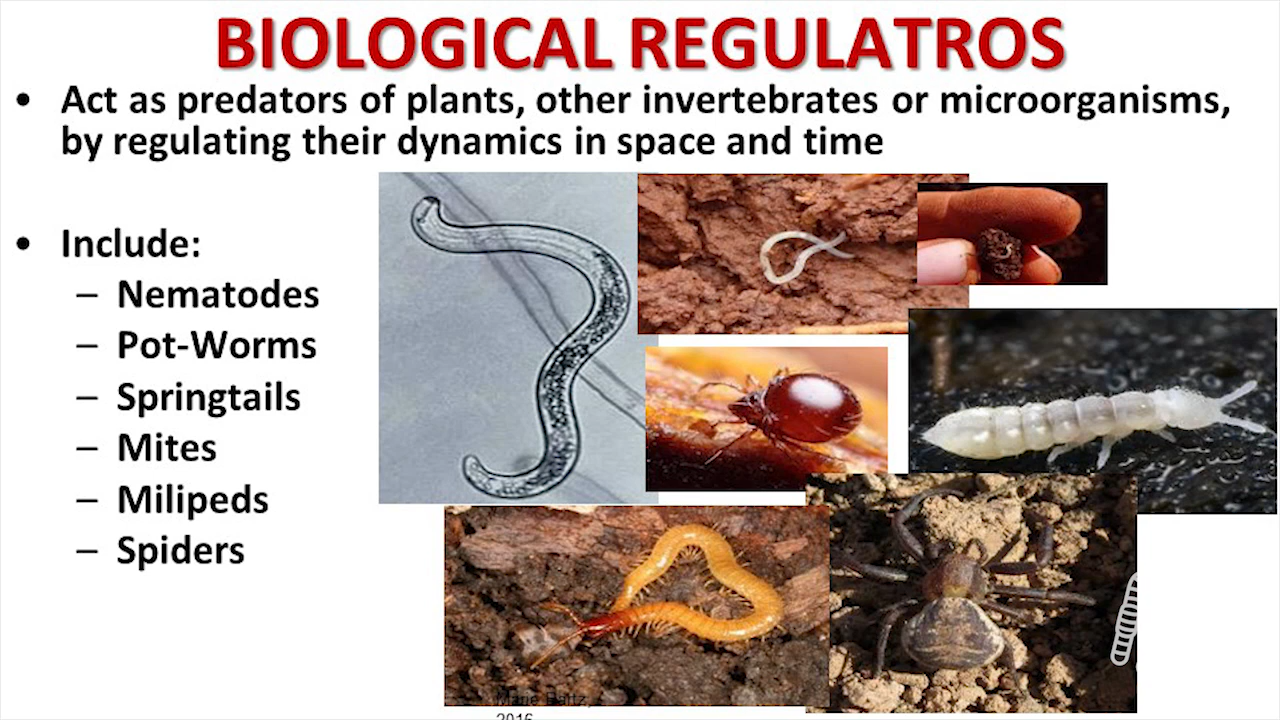 BIOLOGICAL REGULATROS
• Act as predators of plants, other invertebrates or microorganisms,
by regulating their dynamics in space and time
• Include:
– Nematodes
– Pot-Worms
– Springtails
– Mites
– Milipeds
– Spiders
2016